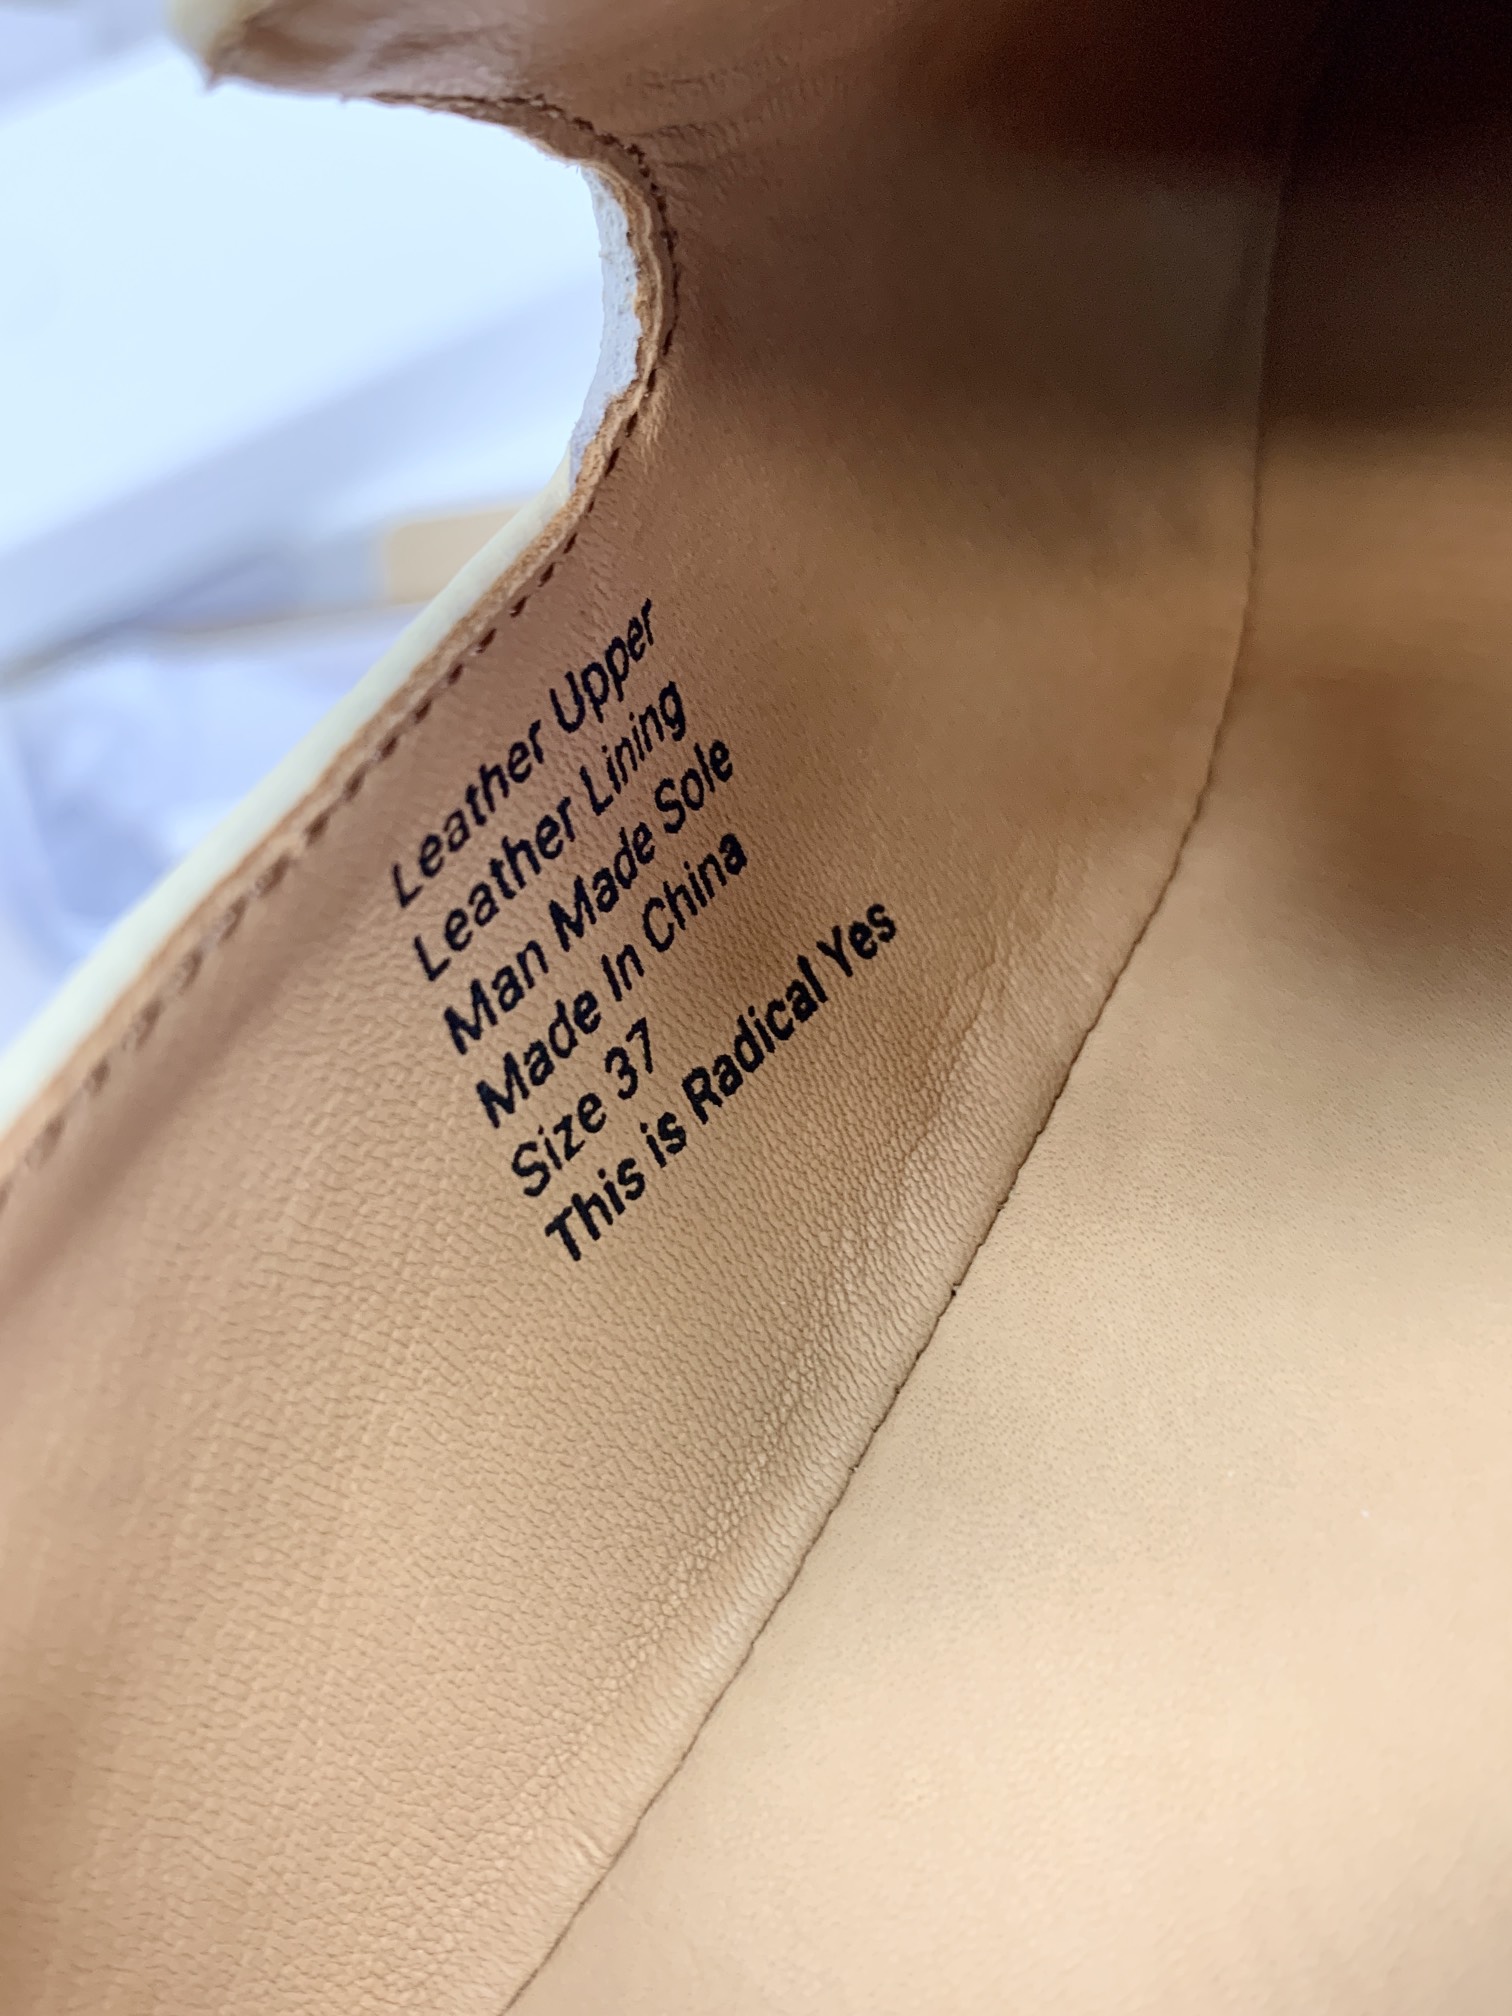 Leather Upper
Leather Lining
Man Made Sole
Made In China
Size 37
This is Radical Yes